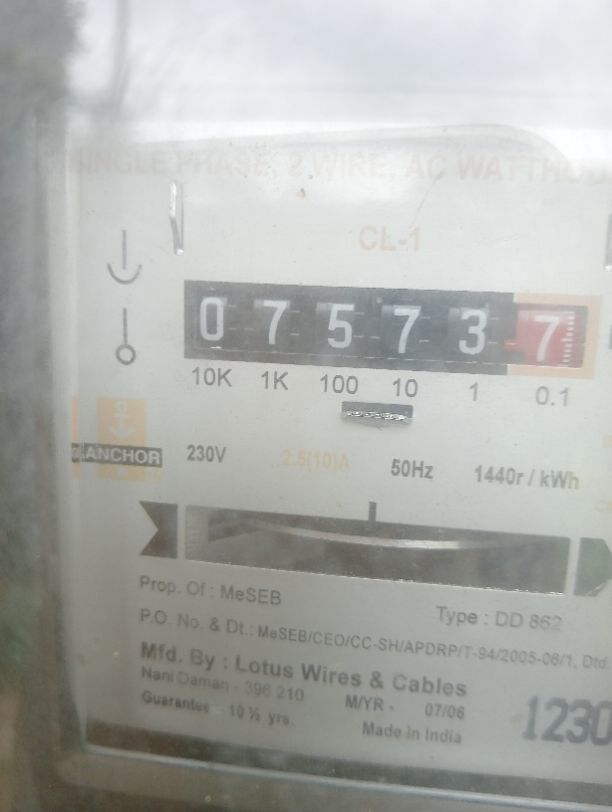 SINGLE PHASE, 2 WIRE, AC WATTHOU
CL-1
0 7 5 7 3 7
10K 1K 100 10 1 0.1
ANCHOR 230V 2.5(10)A 50Hz 1440r / kWh
Prop. Of : MeSEB
Type : DD 862
P.O. No. & Dt.: MeSEB/CEO/CC-SH/APDRP/T-94/2005-06/1, Dtd
Mfd. By : Lotus Wires & Cables
Nani Daman - 396 210
M/YR - 07/06
Guarantee - 10 ½ yrs.
Made in India
1230